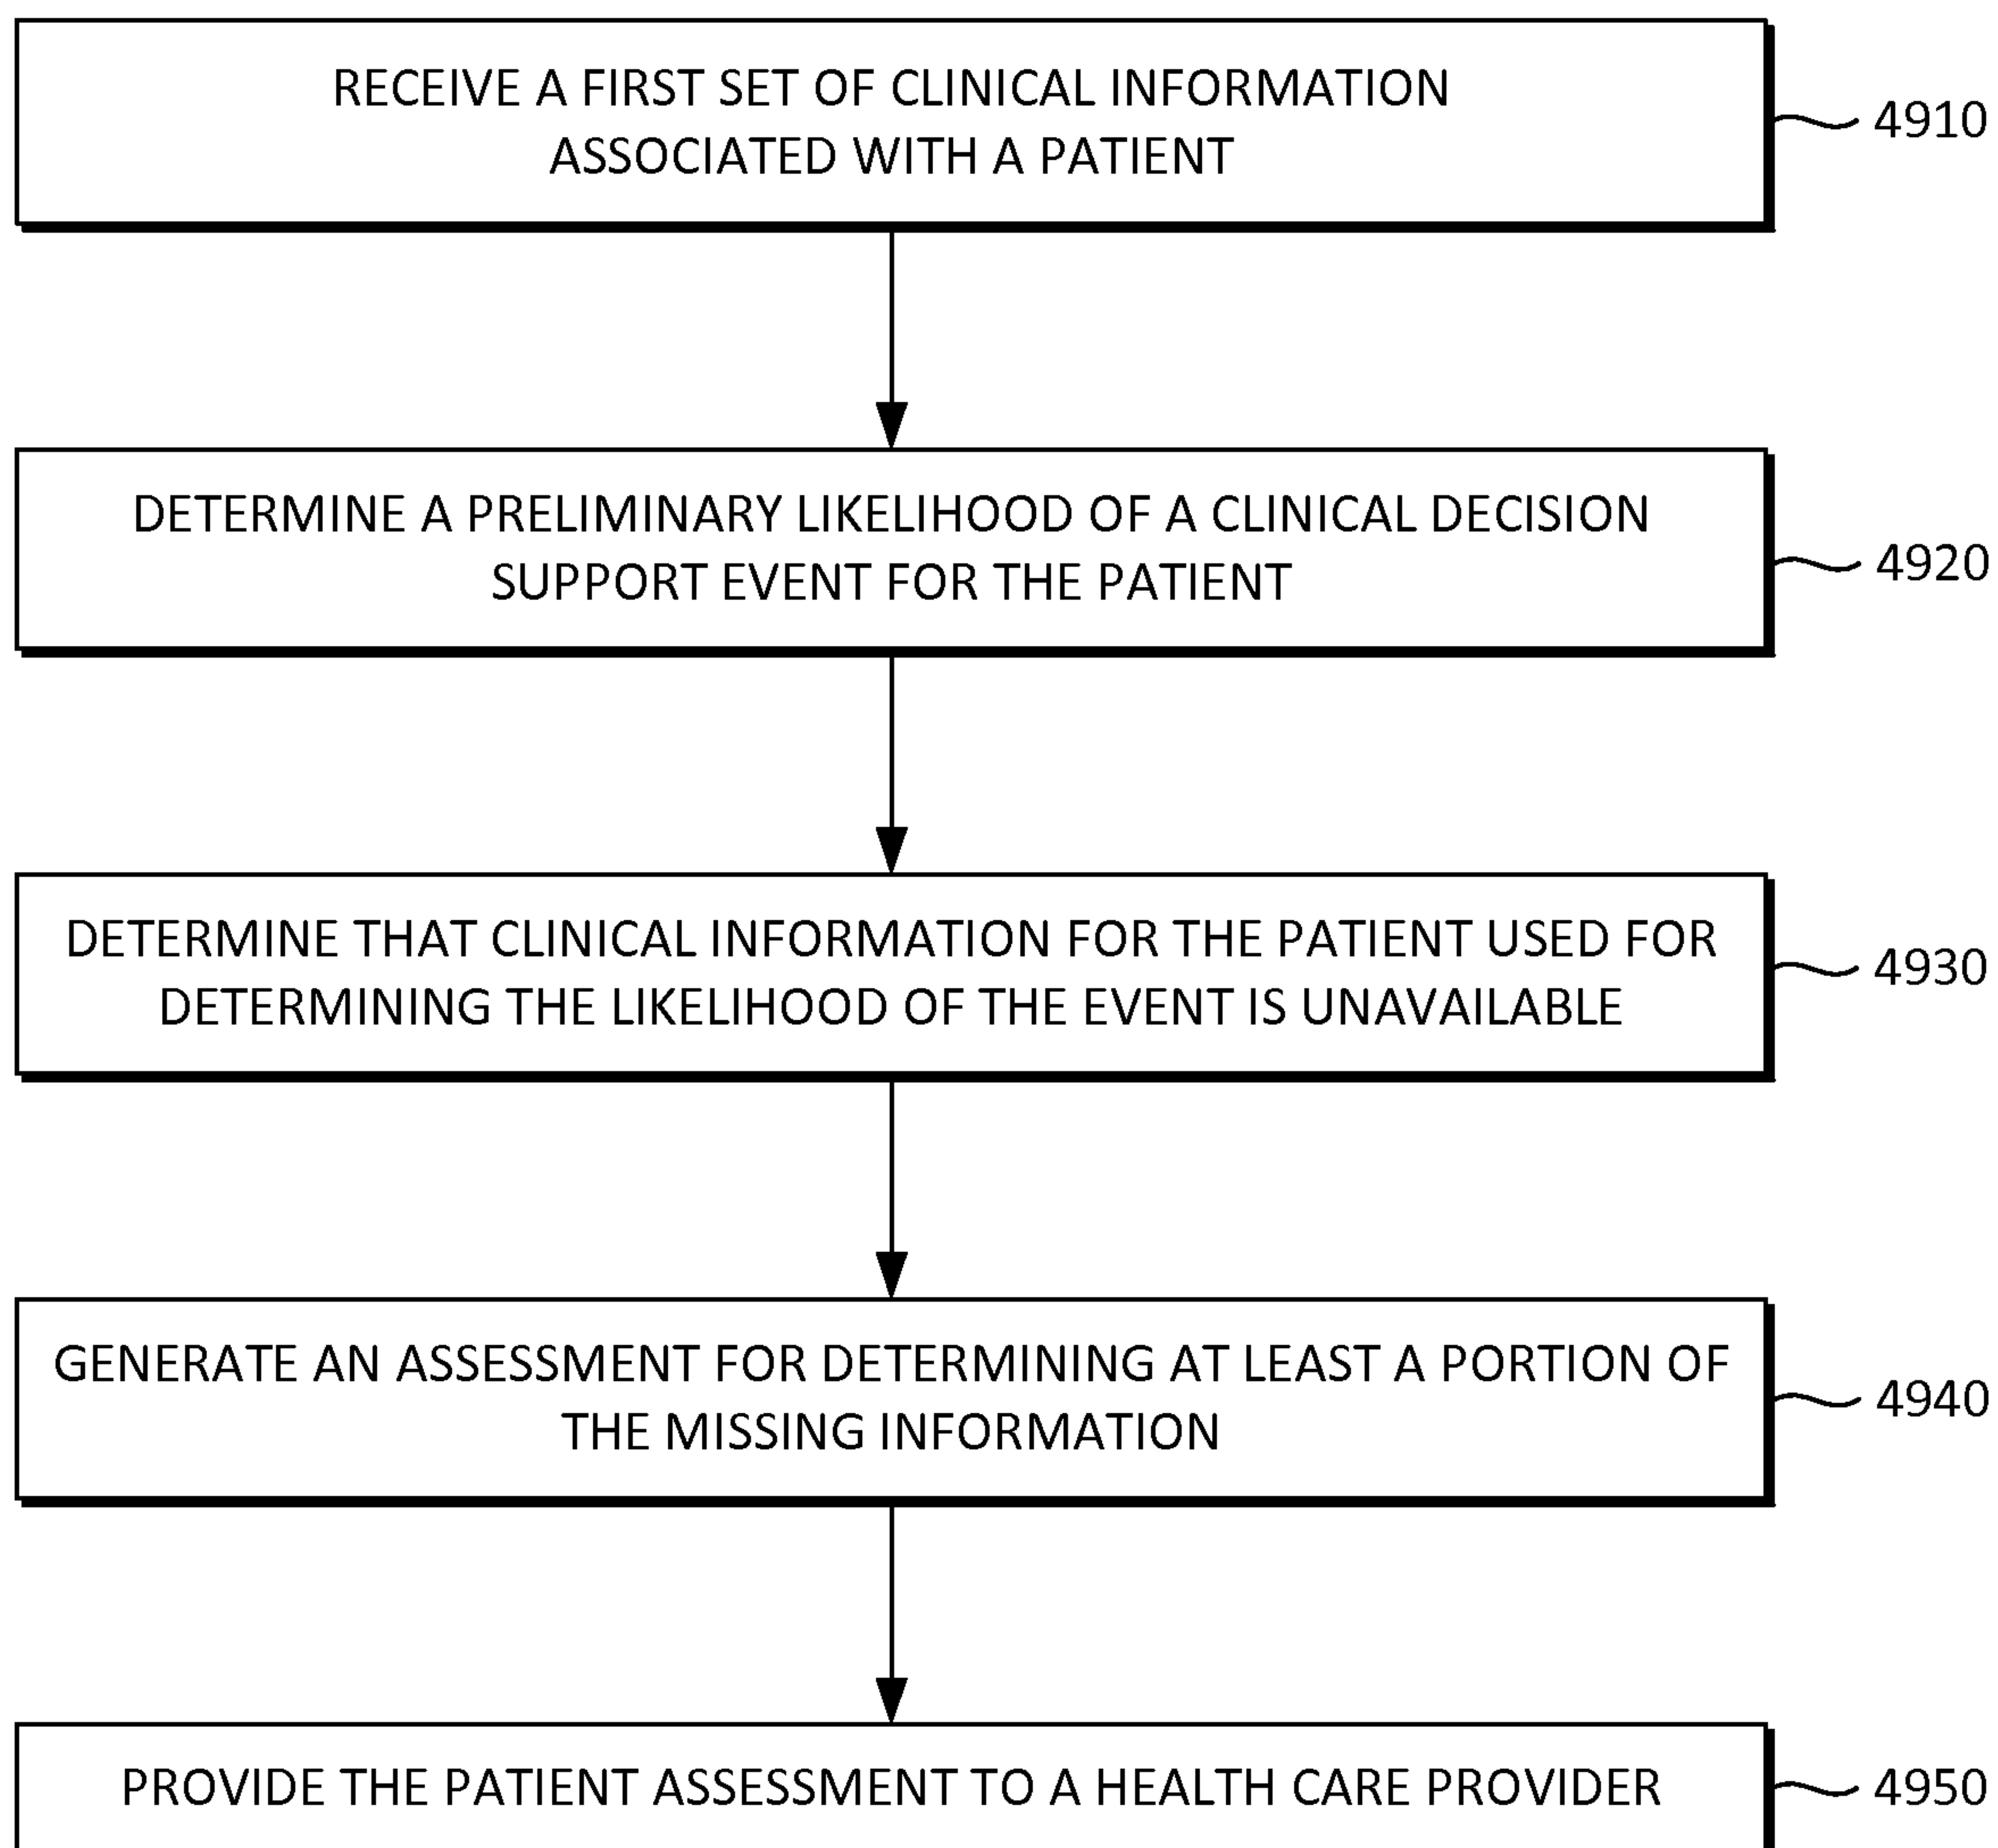 RECEIVE A FIRST SET OF CLINICAL INFORMATION
ASSOCIATED WITH A PATIENT
4910
DETERMINE A PRELIMINARY LIKELIHOOD OF A CLINICAL DECISION
SUPPORT EVENT FOR THE PATIENT
4920
DETERMINE THAT CLINICAL INFORMATION FOR THE PATIENT USED FOR
DETERMINING THE LIKELIHOOD OF THE EVENT IS UNAVAILABLE
4930
GENERATE AN ASSESSMENT FOR DETERMINING AT LEAST A PORTION OF
THE MISSING INFORMATION
4940
PROVIDE THE PATIENT ASSESSMENT TO A HEALTH CARE PROVIDER
4950